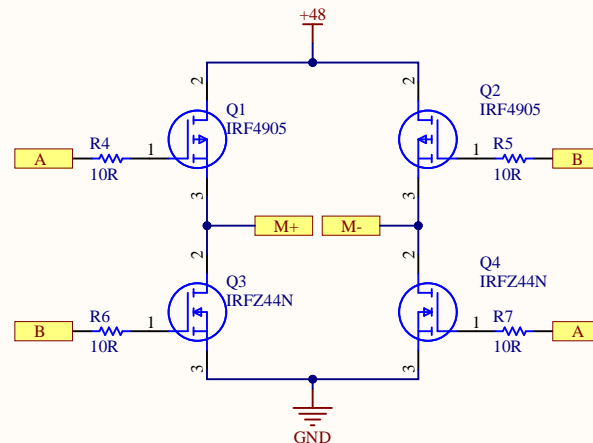 +48
2
2
Q1
IRF4905
Q2
IRF4905
A
R4
10R
1
1
R5
10R
B
3
3
M+
M-
2
2
Q3
IRFZ44N
Q4
IRFZ44N
B
R6
10R
1
1
R7
10R
A
3
3
GND